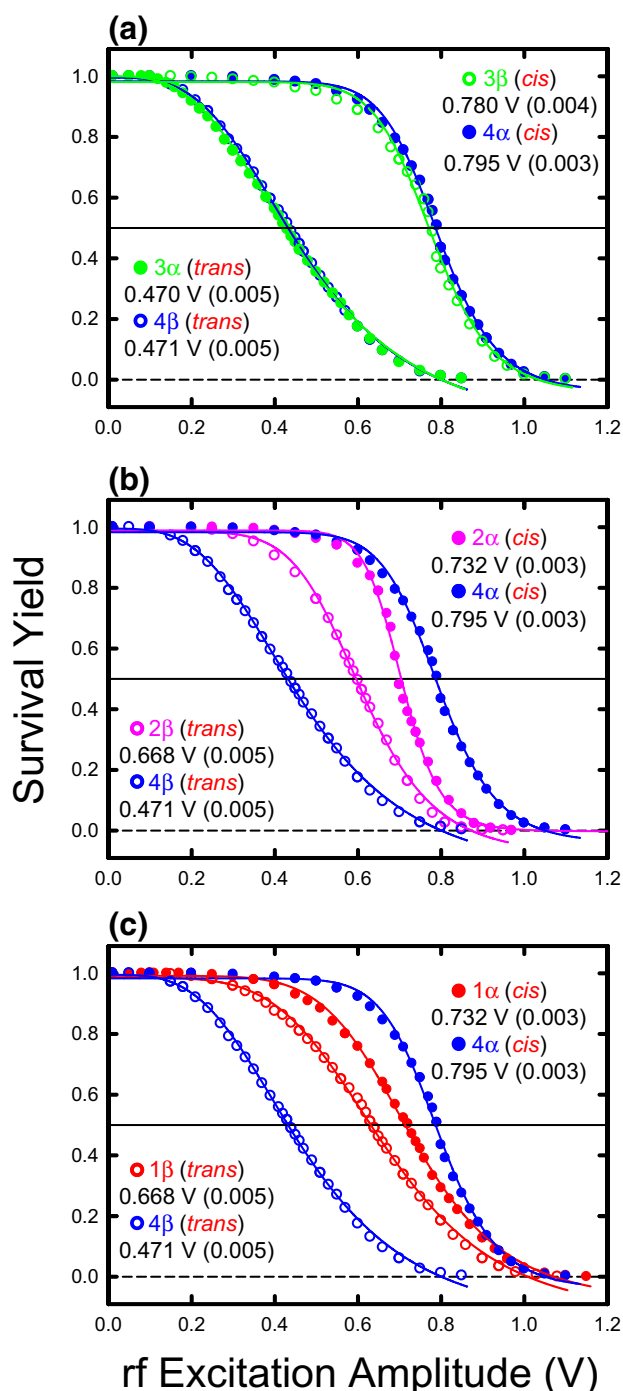 (a)
1.0
0.8
0.6
0.4
0.2
0.0
3β (cis)
0.780 V (0.004)
4α (cis)
0.795 V (0.003)
3α (trans)
0.470 V (0.005)
4β (trans)
0.471 V (0.005)
0.0 0.2 0.4 0.6 0.8 1.0 1.2
(b)
Survival Yield
1.0
0.8
0.6
0.4
0.2
0.0
2α (cis)
0.732 V (0.003)
4α (cis)
0.795 V (0.003)
2β (trans)
0.668 V (0.005)
4β (trans)
0.471 V (0.005)
0.0 0.2 0.4 0.6 0.8 1.0 1.2
(c)
1.0
0.8
0.6
0.4
0.2
0.0
1α (cis)
0.732 V (0.003)
4α (cis)
0.795 V (0.003)
1β (trans)
0.668 V (0.005)
4β (trans)
0.471 V (0.005)
0.0 0.2 0.4 0.6 0.8 1.0 1.2
rf Excitation Amplitude (V)